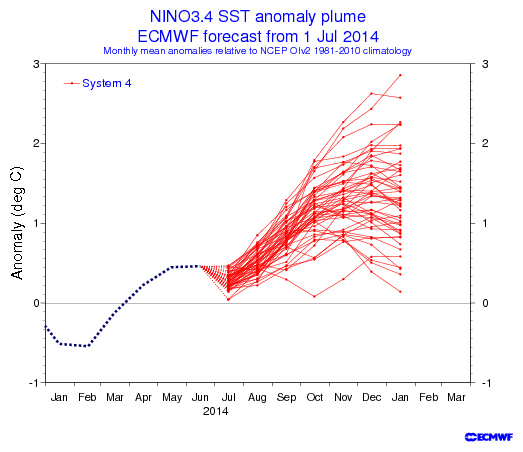 NINO3.4 SST anomaly plume
ECMWF forecast from 1 Jul 2014
Monthly mean anomalies relative to NCEP OIv2 1981-2010 climatology
System 4
Anomaly (deg C)
3 3
2 2
1 1
0 0
-1 -1
Jan Feb Mar Apr May Jun Jul Aug Sep Oct Nov Dec Jan Feb Mar
2014
ECMWF